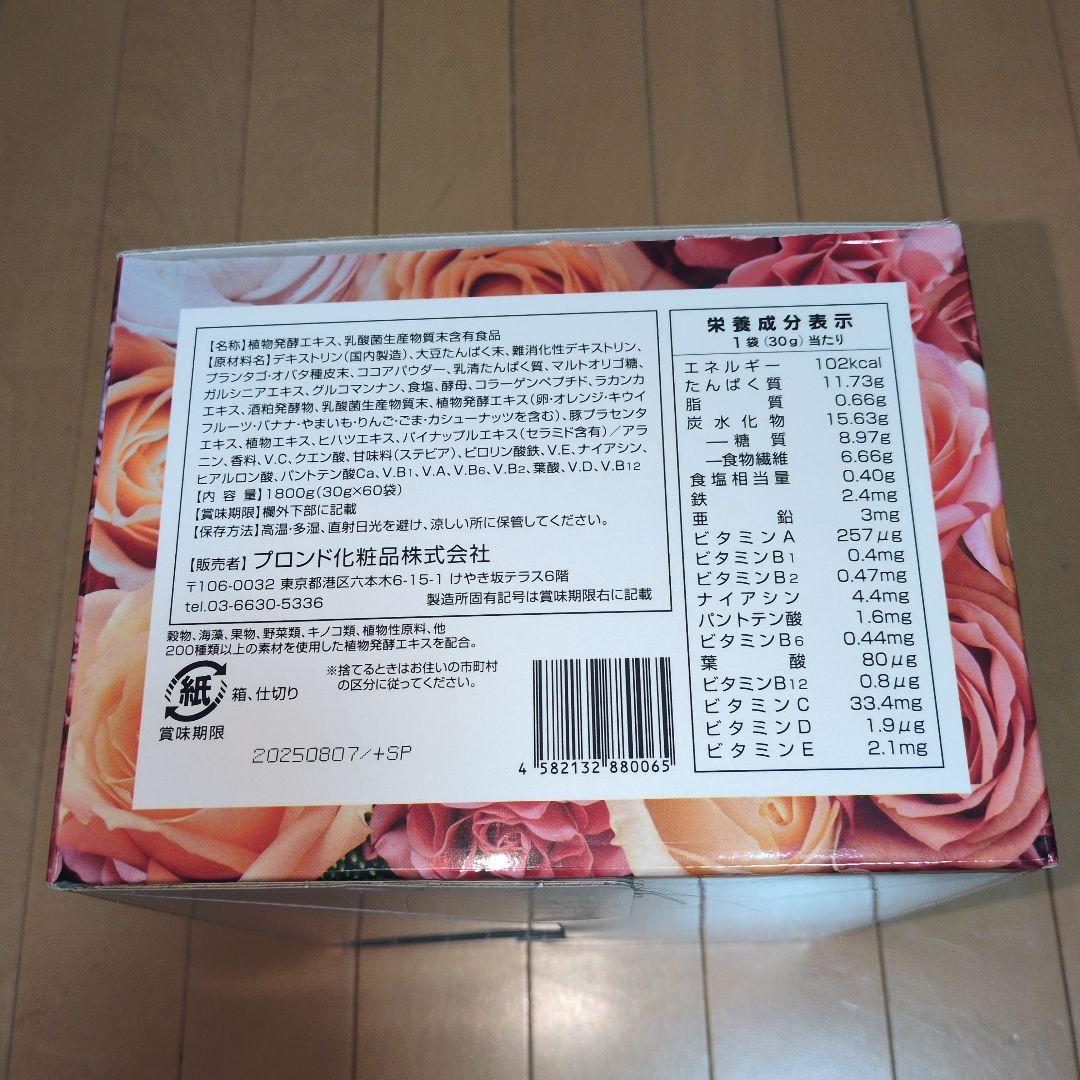 【名称】植物発酵エキス、乳酸菌生産物質末含有食品
【原材料名】デキストリン(国内製造)、大豆たんぱく末、難消化性デキストリン、
プランタゴ・オバタ種皮末、ココアパウダー、乳清たんぱく質、マルトオリゴ糖、
ガルシニアエキス、グルコマンナン、食塩、酵母、コラーゲンペプチド、ラカンカ
エキス、酒粕発酵物、乳酸菌生産物質末、植物発酵エキス(卵・オレンジ・キウイ
フルーツ・バナナ・やまいも・りんご・ごま・カシューナッツを含む)、豚プラセンタ
エキス、植物エキス、ヒハツエキス、パイナップルエキス(セラミド含有)/アラ
ニン、香料、V.C、クエン酸、甘味料(ステビア)、ピロリン酸鉄、V.E、ナイアシン、
ヒアルロン酸、パントテン酸Ca、V.B1、V.A、V.B6、V.B2、葉酸、V.D、V.B12
【内 容 量】1800g(30g×60袋)
【賞味期限】欄外下部に記載
【保存方法】高温・多湿、直射日光を避け、涼しい所に保管してください。
【販売者】ブロンド化粧品株式会社
〒106-0032 東京都港区六本木6-15-1 けやき坂テラス6階
tel.03-6630-5336 製造所固有記号は賞味期限右に記載
穀物、海藻、果物、野菜類、キノコ類、植物性原料、他
200種類以上の素材を使用した植物発酵エキスを配合。
紙
箱、仕切り
※捨てるときはお住いの市町村
の区分に従ってください。
賞味期限
20250807/+SP
4 582132 880065
栄養成分表示
1袋(30g)当たり
エネルギー 102kcal
たんぱく質 11.73g
脂質 0.66g
炭水化物 15.63g
―糖質 8.97g
―食物繊維 6.66g
食塩相当量 0.40g
鉄 2.4mg
亜鉛 3mg
ビタミンA 257μg
ビタミンB1 0.4mg
ビタミンB2 0.47mg
ナイアシン 4.4mg
パントテン酸 1.6mg
ビタミンB6 0.44mg
葉酸 80μg
ビタミンB12 0.8μg
ビタミンC 33.4mg
ビタミンD 1.9μg
ビタミンE 2.1mg